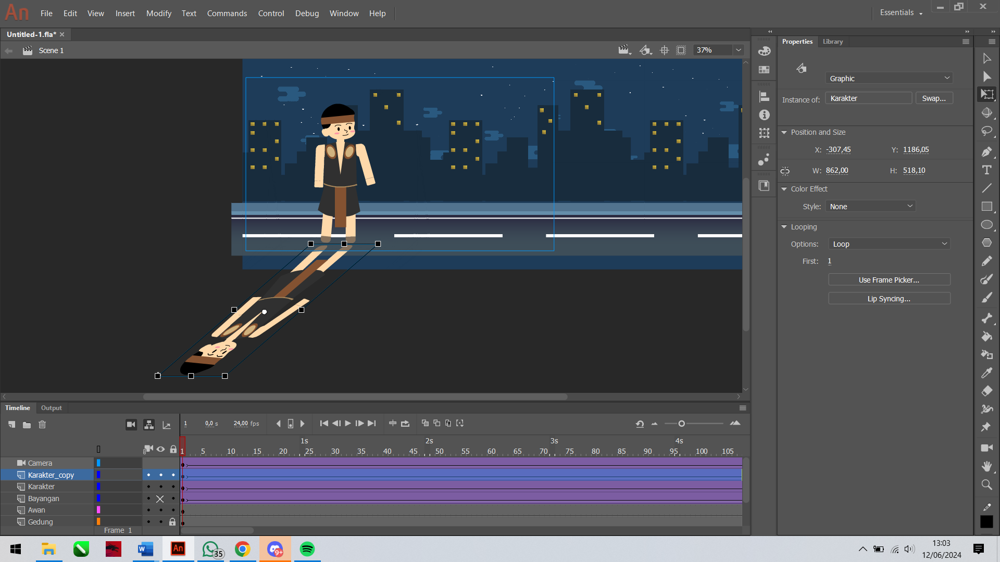 An File Edit View Insert Modify Text Commands Control Debug Window Help Essentials
Untitled-1.fla*
Scene 1 37%
Properties Library
Graphic
Instance of: Karakter Swap...
Position and Size
X: -307,45 Y: 1186,05
W: 862,00 H: 518,10
Color Effect
Style: None
Looping
Options: Loop
First: 1
Use Frame Picker...
Lip Syncing...
Timeline Output
1 0,0 s 24,00 fps
1s 2s 3s 4s
1 5 10 15 20 25 30 35 40 45 50 55 60 65 70 75 80 85 90 95 100 105
Camera
Karakter_copy
Karakter
Bayangan
Awan
Gedung
Frame 1
An 35 9+
13:03
12/06/2024